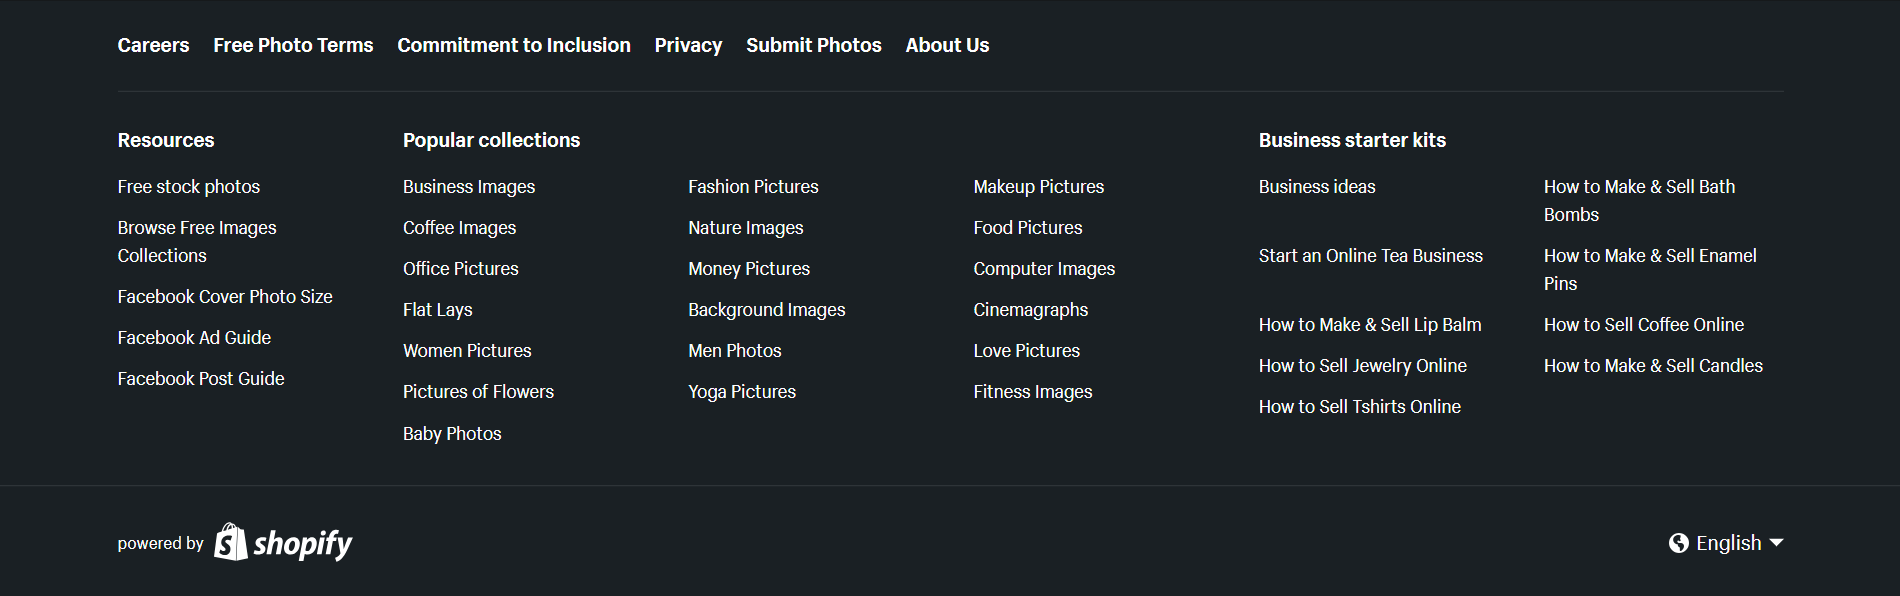 Careers Free Photo Terms Commitment to Inclusion Privacy Submit Photos About Us
Resources
Free stock photos
Browse Free Images
Collections
Facebook Cover Photo Size
Facebook Ad Guide
Facebook Post Guide
Popular collections
Business Images
Coffee Images
Office Pictures
Flat Lays
Women Pictures
Pictures of Flowers
Baby Photos
Fashion Pictures
Nature Images
Money Pictures
Background Images
Men Photos
Yoga Pictures
Makeup Pictures
Food Pictures
Computer Images
Cinemagraphs
Love Pictures
Fitness Images
Business starter kits
Business ideas
Start an Online Tea Business
How to Make & Sell Lip Balm
How to Sell Jewelry Online
How to Sell Tshirts Online
How to Make & Sell Bath
Bombs
How to Make & Sell Enamel
Pins
How to Sell Coffee Online
How to Make & Sell Candles
powered by shopify
English